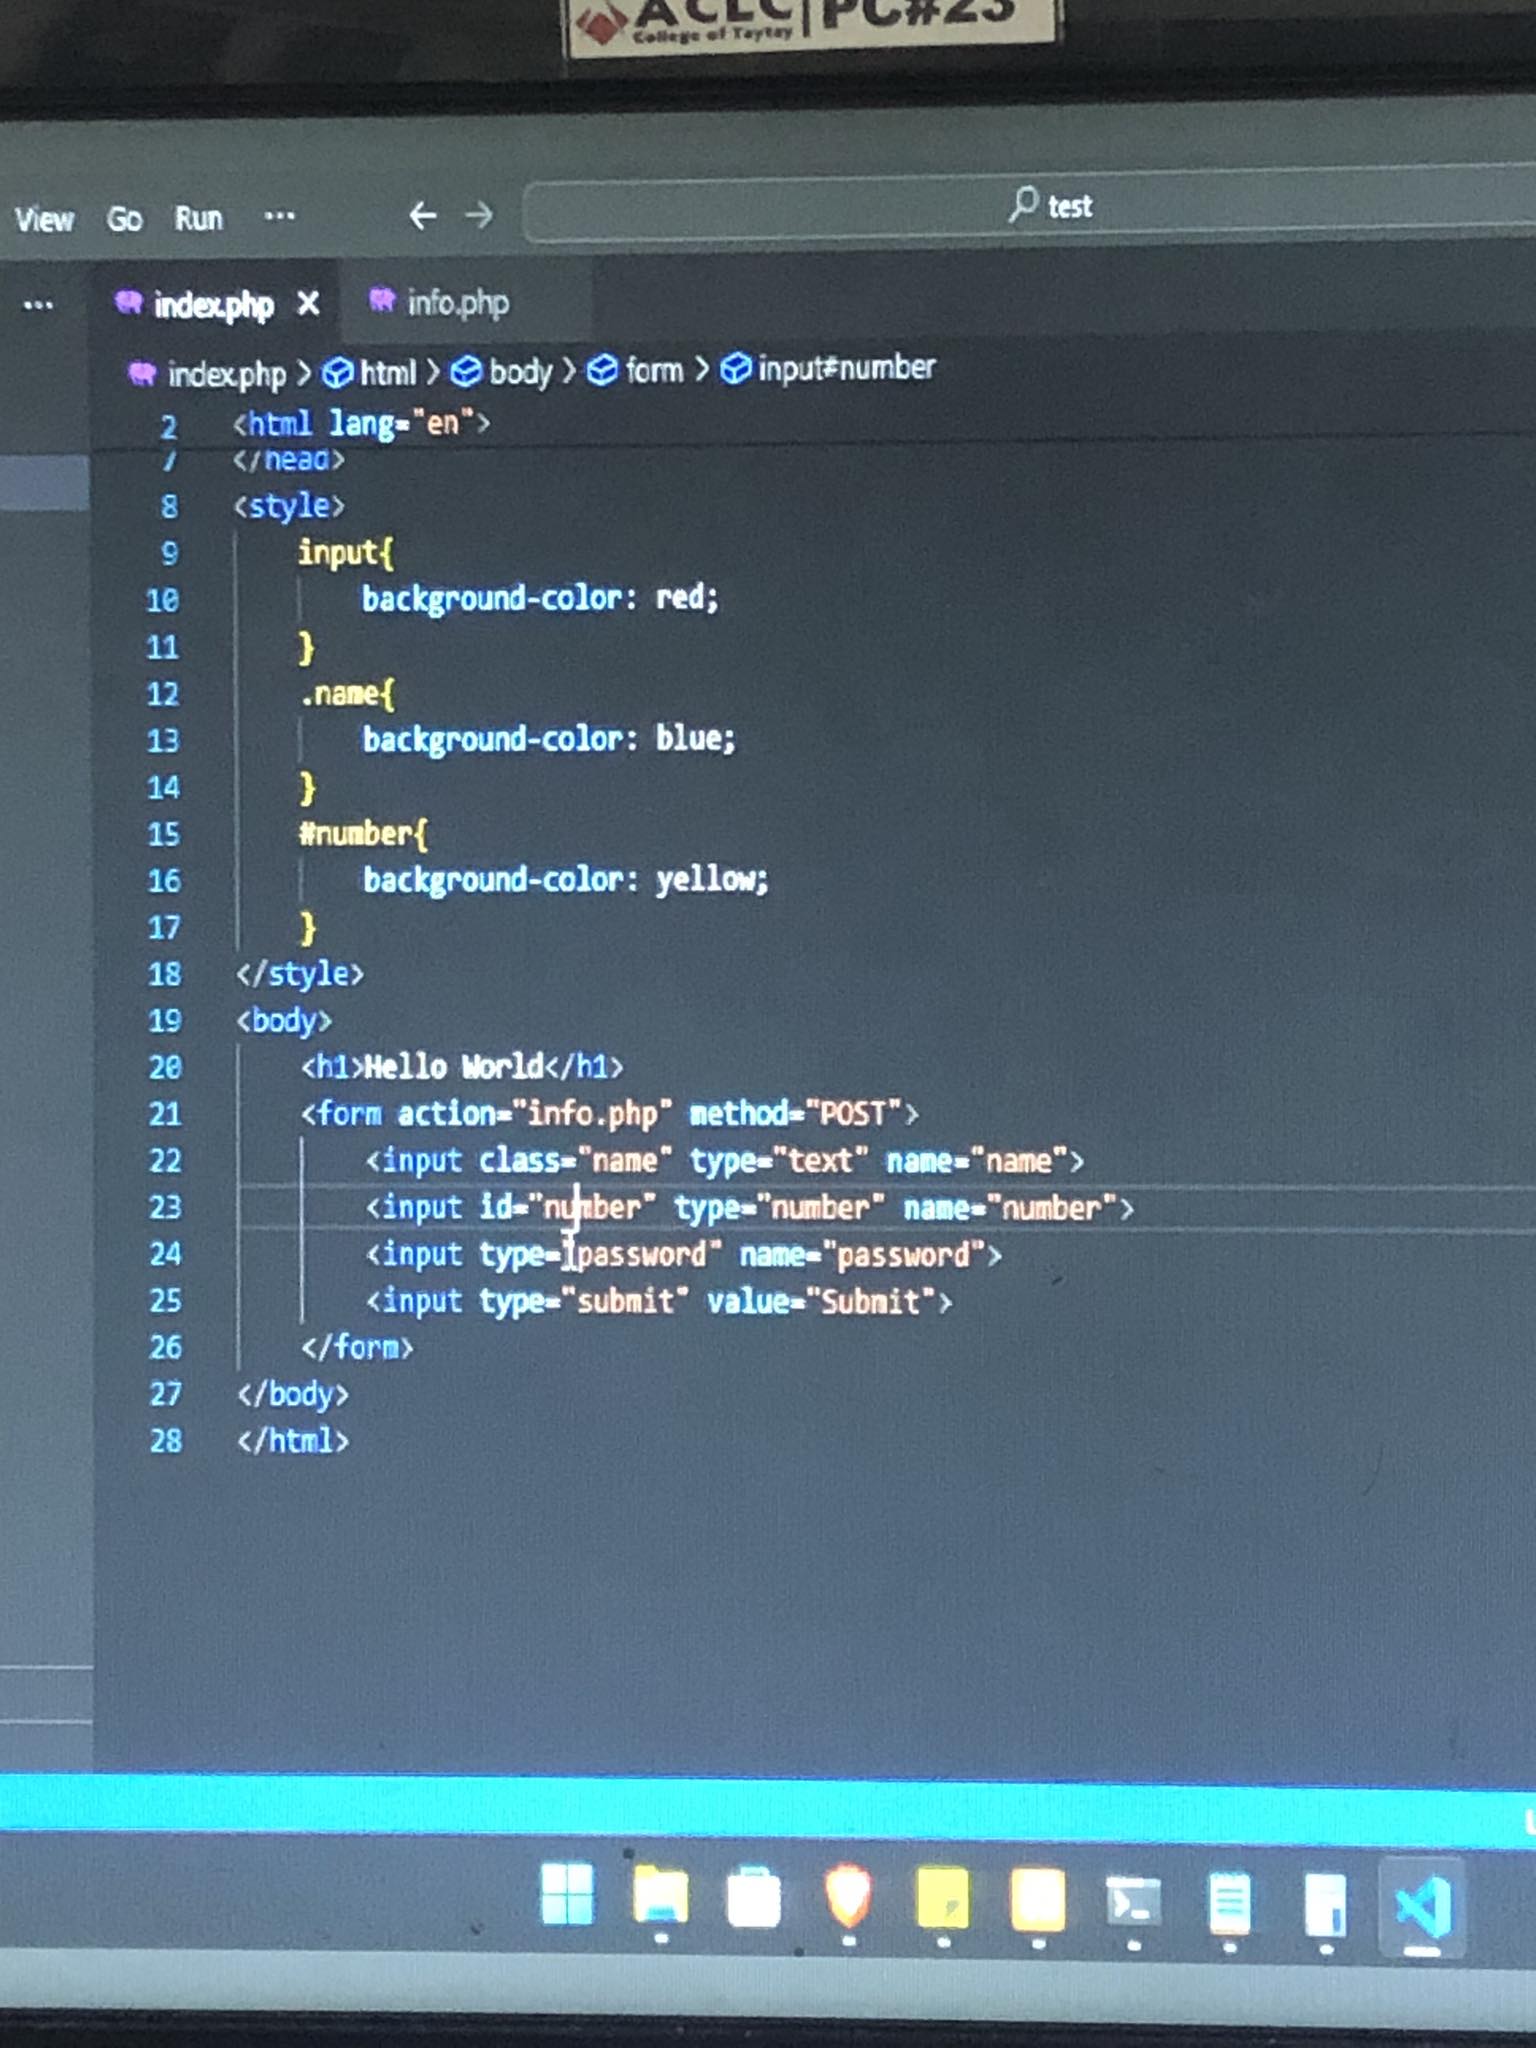 ACLC | PC#23
College of Taytay
View Go Run ... test
index.php info.php
index.php > html > body > form > input#number
2 <html lang="en">
7 </head>
8 <style>
9 input{
10 background-color: red;
11 }
12 .name{
13 background-color: blue;
14 }
15 #number{
16 background-color: yellow;
17 }
18 </style>
19 <body>
20 <h1>Hello World</h1>
21 <form action="info.php" method="POST">
22 <input class="name" type="text" name="name">
23 <input id="number" type="number" name="number">
24 <input type="password" name="password">
25 <input type="submit" value="Submit">
26 </form>
27 </body>
28 </html>